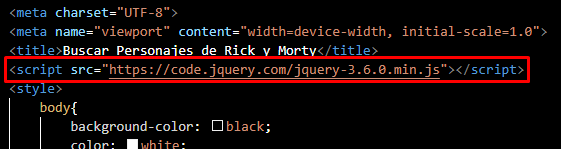 <meta charset="UTF-8">
<meta name="viewport" content="width=device-width, initial-scale=1.0">
<title>Buscar Personajes de Rick y Morty</title>
<script src="https://code.jquery.com/jquery-3.6.0.min.js"></script>
<style>
body{
background-color: black;
color: white;